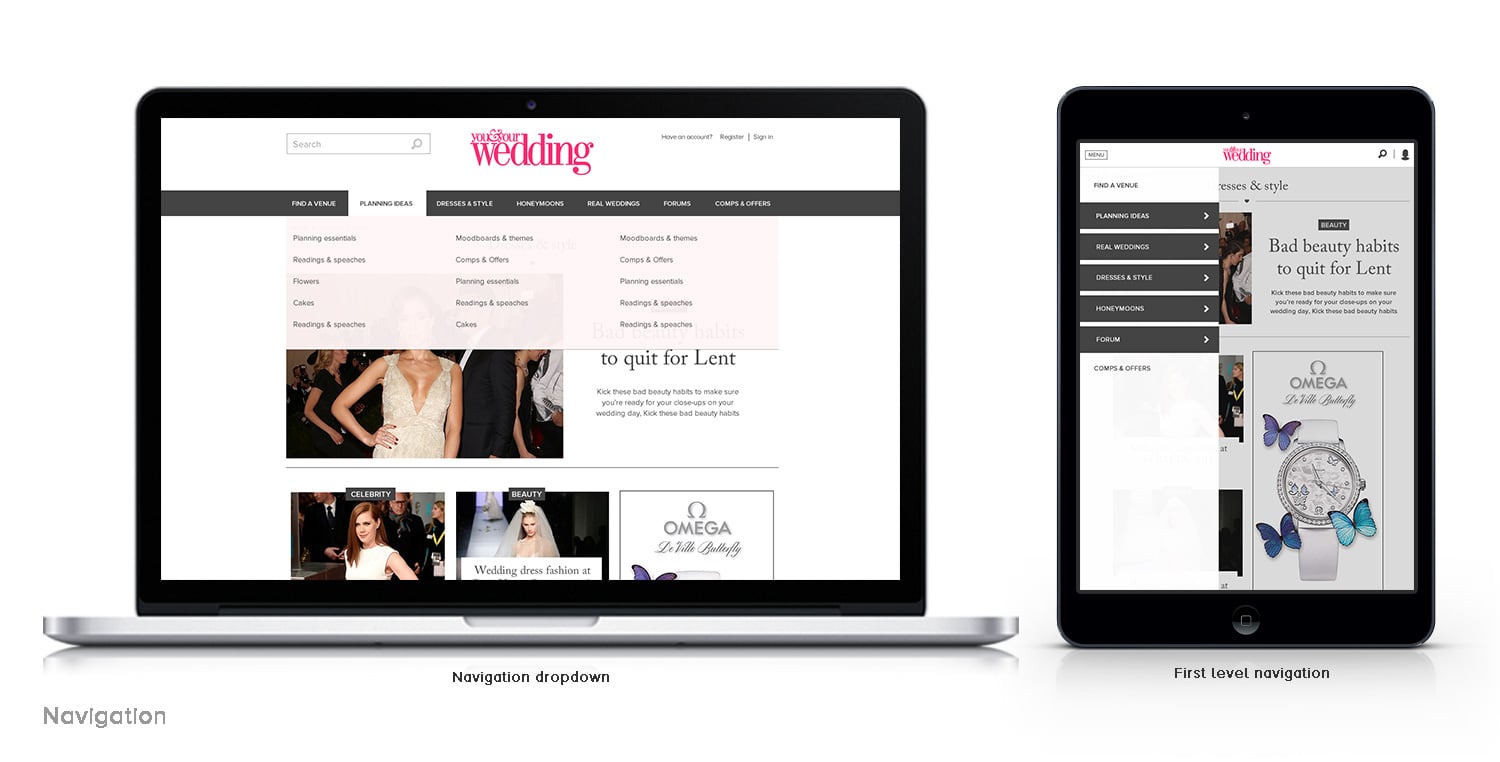 Search
you&your
wedding
Have an account? Register | Sign in
FIND A VENUE PLANNING IDEAS DRESSES & STYLE HONEYMOONS REAL WEDDINGS FORUMS COMPS & OFFERS
Planning essentials Moodboards & themes Moodboards & themes
Dresses & style
Readings & speaches Comps & Offers Comps & Offers
Flowers Planning essentials Planning essentials
Cakes Readings & speaches Readings & speaches
Readings & speaches Cakes Readings & speaches
Bad beauty habits
to quit for Lent
Kick these bad beauty habits to make sure
you're ready for your close-ups on your
wedding day, Kick these bad beauty habits
CELEBRITY
BEAUTY
Wedding dress fashion at
OMEGA
De Ville Butterfly
Navigation dropdown
MENU
you&your
wedding
|
FIND A VENUE
PLANNING IDEAS
REAL WEDDINGS
DRESSES & STYLE
HONEYMOONS
FORUM
COMPS & OFFERS
resses & style
BEAUTY
Bad beauty habits
to quit for Lent
Kick these bad beauty habits to make sure
you're ready for your close-ups on your
wedding day, Kick these bad beauty habits
at
at
OMEGA
De Ville Butterfly
First level navigation
Navigation